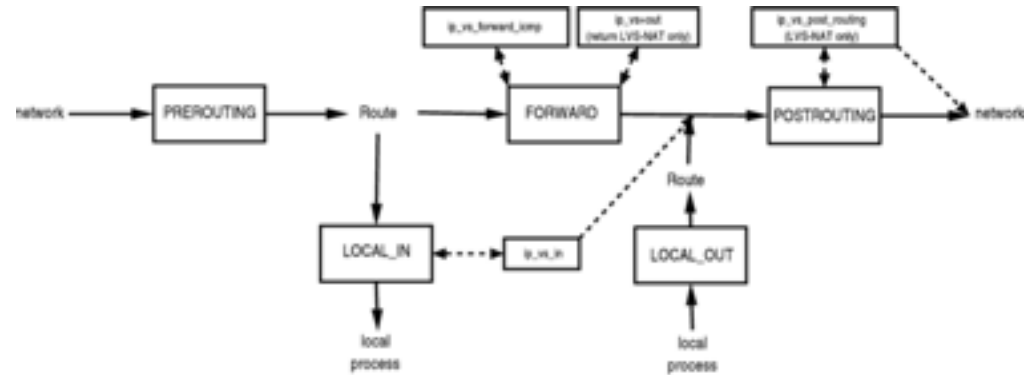 ip_vs_forward_icmp
ip_vs+out
(return LVS-NAT only)
ip_vs_post_routing
(LVS-NAT only)
network
PREROUTING
Route
FORWARD
POSTROUTING
network
Route
LOCAL_IN
ip_vs_in
LOCAL_OUT
local
process
local
process